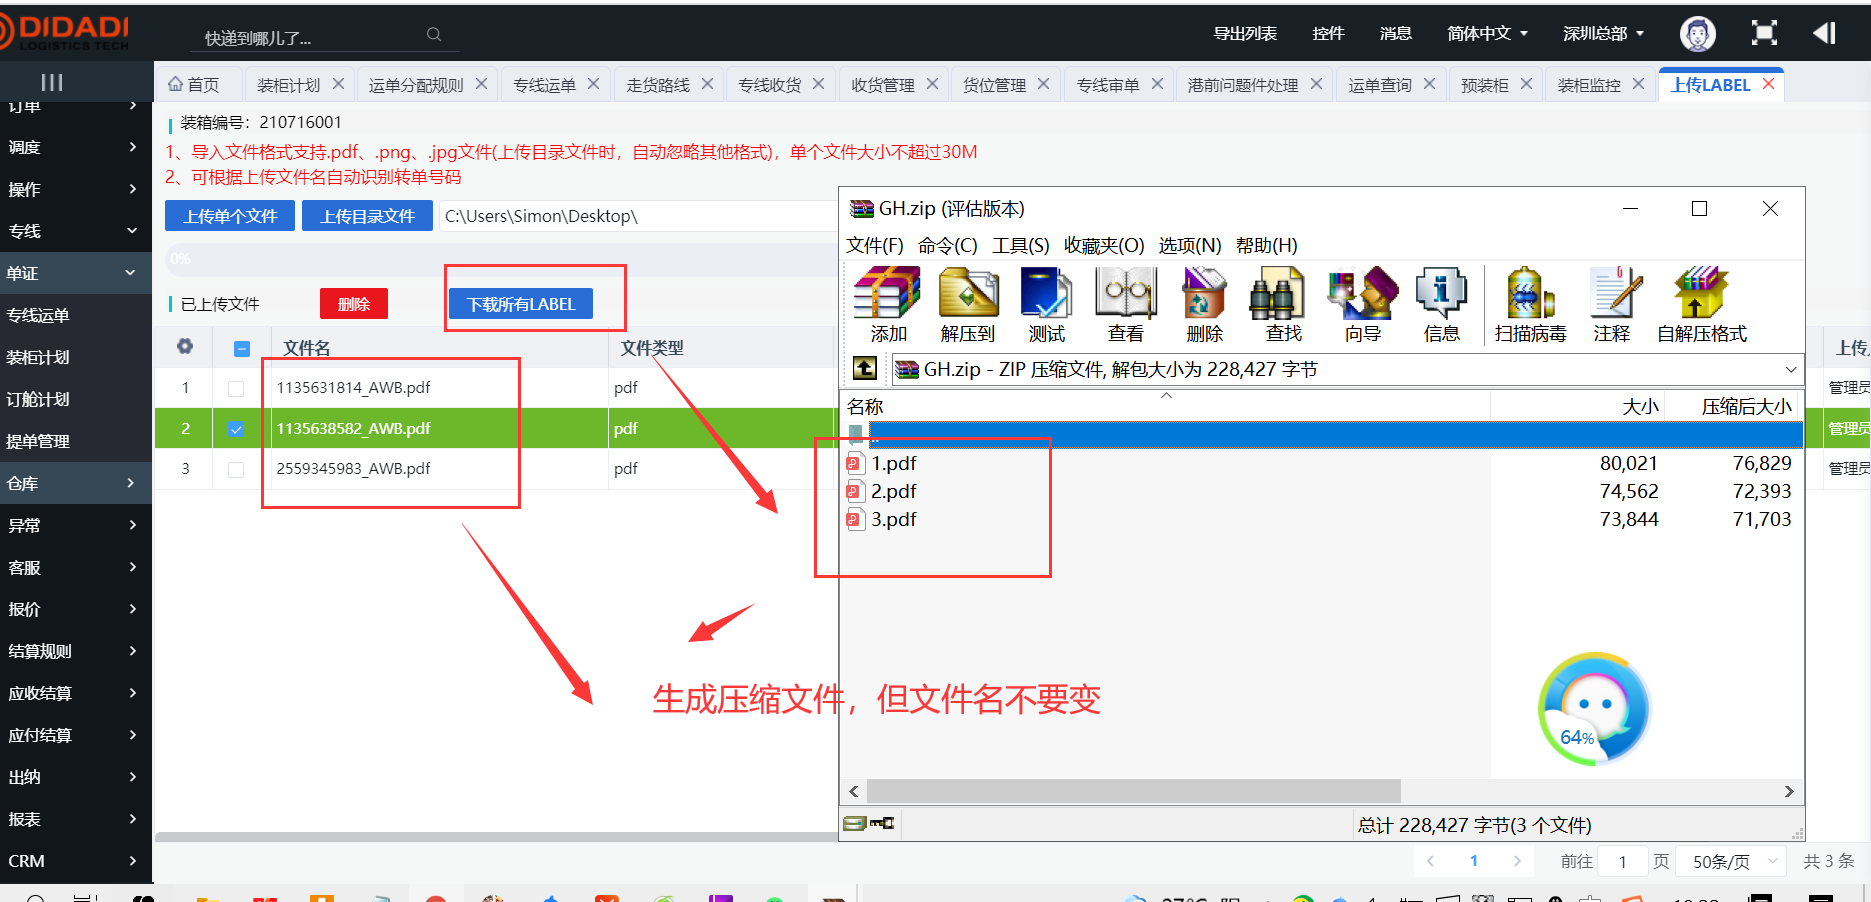 DIDADI
LOGISTICS TECH
快递到哪儿了...
导出列表 控件 消息 简体中文 深圳总部
首页 装柜计划 运单分配规则 专线运单 走货路线 专线收货 收货管理 货位管理 专线审单 港前问题件处理 运单查询 预装柜 装柜监控 上传LABEL
订单
调度
操作
专线
单证
专线运单
装柜计划
订舱计划
提单管理
仓库
异常
客服
报价
结算规则
应收结算
应付结算
出纳
报表
CRM
装箱编号：210716001
1、导入文件格式支持.pdf、.png、.jpg文件(上传目录文件时，自动忽略其他格式)，单个文件大小不超过30M
2、可根据上传文件名自动识别转单号码
上传单个文件 上传目录文件 C:\Users\Simon\Desktop\
0%
已上传文件 删除 下载所有LABEL
文件名 文件类型 上传
1 1135631814_AWB.pdf pdf 管理员
2 1135638582_AWB.pdf pdf 管理员
3 2559345983_AWB.pdf pdf 管理员
GH.zip (评估版本)
文件(F) 命令(C) 工具(S) 收藏夹(O) 选项(N) 帮助(H)
添加 解压到 测试 查看 删除 查找 向导 信息 扫描病毒 注释 自解压格式
GH.zip - ZIP 压缩文件, 解包大小为 228,427 字节
名称 大小 压缩后大小
..
1.pdf 80,021 76,829
2.pdf 74,562 72,393
3.pdf 73,844 71,703
生成压缩文件，但文件名不要变
64%
总计 228,427 字节(3 个文件)
1 前往 1 页 50条/页 共 3 条